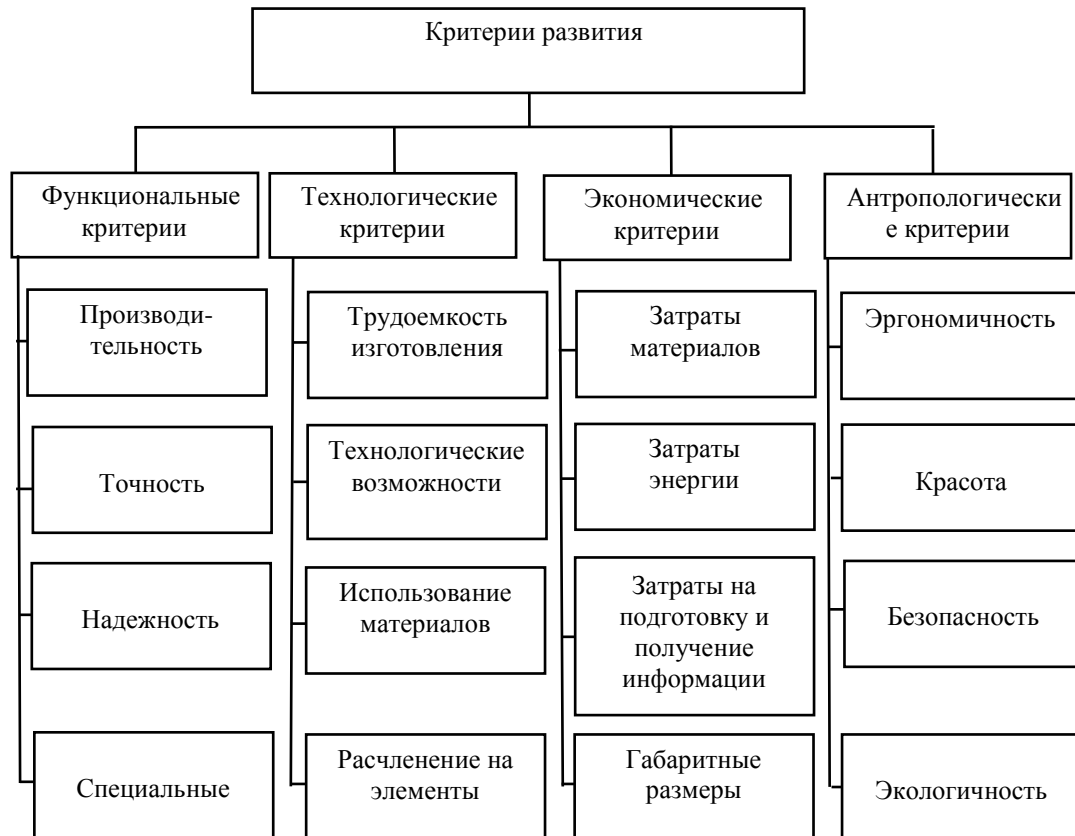 Критерии развития
Функциональные
критерии
Технологические
критерии
Экономические
критерии
Антропологически
е критерии
Производи-
тельность
Трудоемкость
изготовления
Затраты
материалов
Эргономичность
Точность
Технологические
возможности
Затраты
энергии
Красота
Надежность
Использование
материалов
Затраты на
подготовку и
получение
информации
Безопасность
Специальные
Расчленение на
элементы
Габаритные
размеры
Экологичность